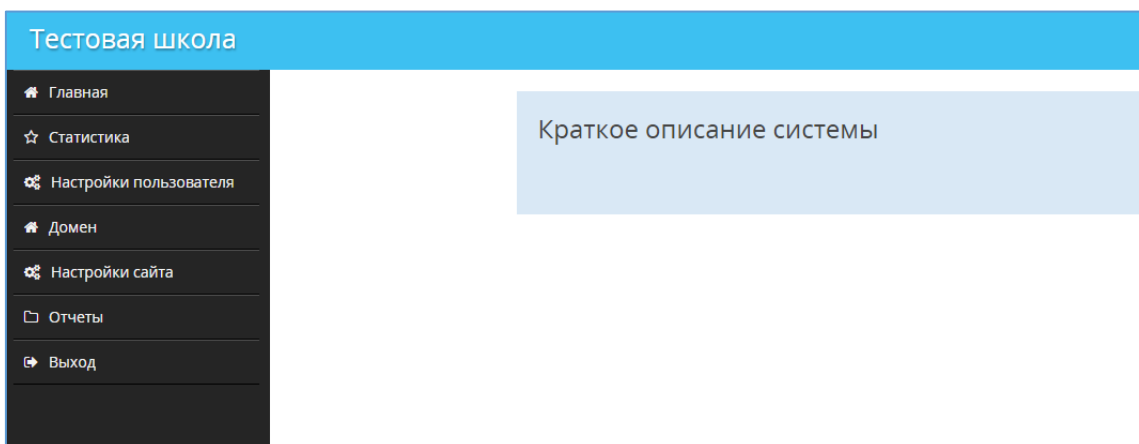 Тестовая школа
Главная
Статистика
Настройки пользователя
Домен
Настройки сайта
Отчеты
Выход
Краткое описание системы